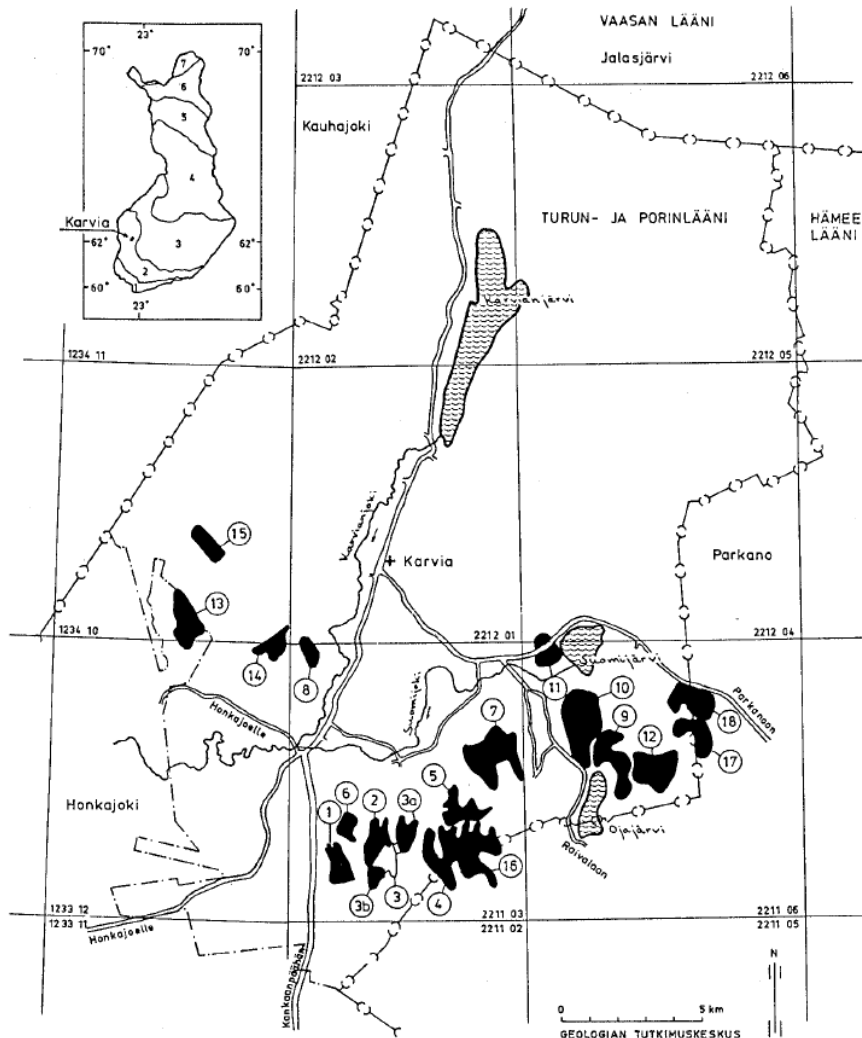 VAASAN LÄÄNI
23°
70°
70°
7
6
5
4
3
2
1
Karvia
62°
62°
60°
60°
23°
Jalasjärvi
2212 03
2212 06
Kauhajoki
TURUN- JA PORINLÄÄNI
HÄMEE
LÄÄNI
Karvianjärvi
1234 11
2212 02
2212 05
Karvianjoki
15
Karvia
Parkano
13
1234 10
2212 01
2212 04
14
8
11
Suomijärvi
Suomijoki
10
Parkanoon
Honkajoelle
7
9
18
12
17
Honkajoki
5
6
2
3a
1
Ojajärvi
Roivalaan
16
3b
3
4
1233 12
1233 11
2211 03
2211 02
2211 06
2211 05
Honkajoelle
Kankaanpäähän
N
0
5 km
GEOLOGIAN TUTKIMUSKESKUS